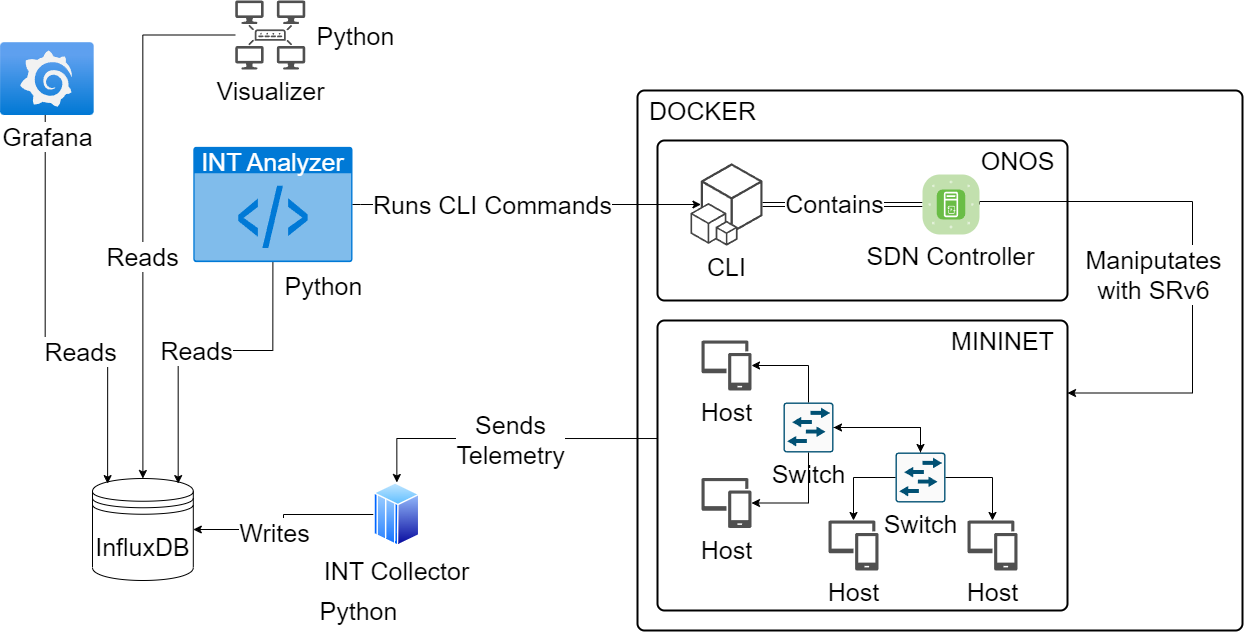 Python
Visualizer
Grafana
DOCKER
INT Analyzer
ONOS
Runs CLI Commands
Contains
CLI
SDN Controller
Reads
Python
Maniputates
with SRv6
Reads
Reads
MININET
Host
Sends
Telemetry
Switch
Host
Switch
Host
Host
InfluxDB
Writes
INT Collector
Python